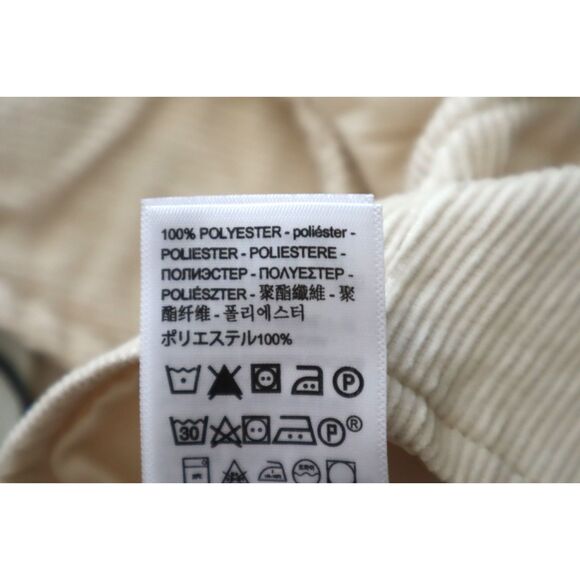 100% POLYESTER - poliéster -
POLIESTER - POLIESTERE -
ПОЛИЭСТЕР - ΠΟΛΥΕΣΤΕΡ -
POLIÉSZTER - 聚酯纖維 - 聚
酯纤维 - 폴리에스터
ポリエステル100%
P
30 P®